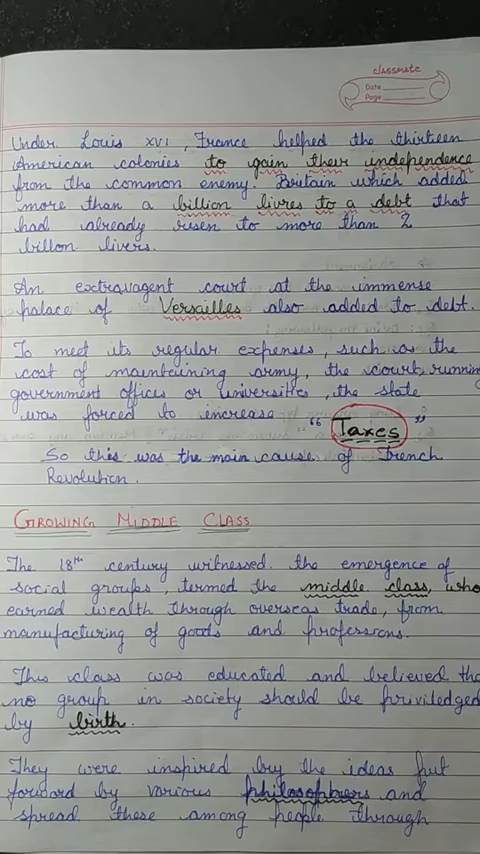 classmate
Date
Page
Under Louis XVI, France helped the thirteen
American colonies to gain their independence
from the common enemy. Britain which added
more than a billion livres to a debt that
had already risen to more than 2
billon livers.
An extravagent court at the immense
palace of Versailles also added to debt.
To meet its regular expenses, such as the
cost of maintaining army, the court, running
government offices or universities, the state
was forced to increase "Taxes"
So this was the main cause of French
Revolution.
GROWING MIDDLE CLASS
The 18th century witnessed the emergence of
social groups, termed the middle class, who
earned wealth through overseas trade, from
manufacturing of goods and professions.
This class was educated and believed tha
no group in society should be priviledged
by birth.
They were inspired by the ideas put
forward by various philosophers and
spread these among people through